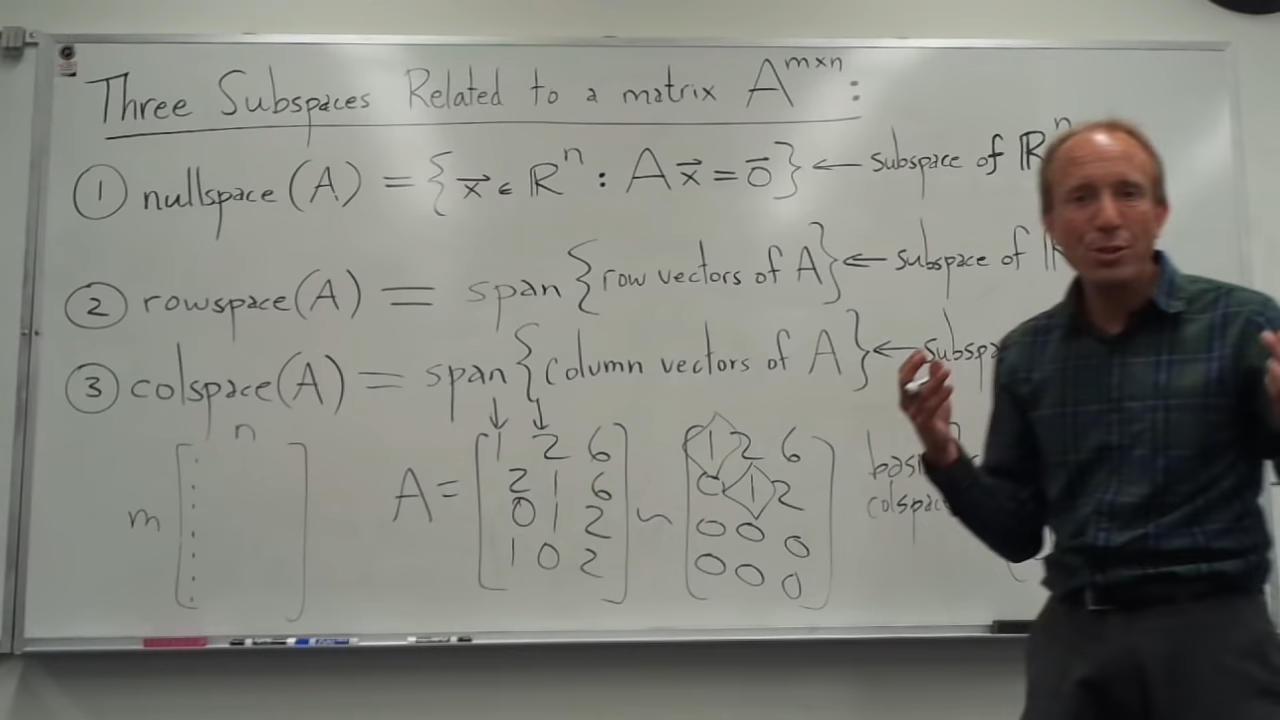 Three Subspaces Related to a matrix A^{m×n} :
① nullspace (A) = { x⃗ ∈ ℝ^n : A x⃗ = 0̄ } ← subspace of ℝ^n
② rowspace(A) = span { row vectors of A } ← subspace of
③ colspace(A) = span { column vectors of A } ←
↓ ↓
n
m
A = [ 1 2 6
2 1 6
0 1 2
1 0 2 ]
~
[ 1 2 6
0 1 2
0 0 0
0 0 0 ]